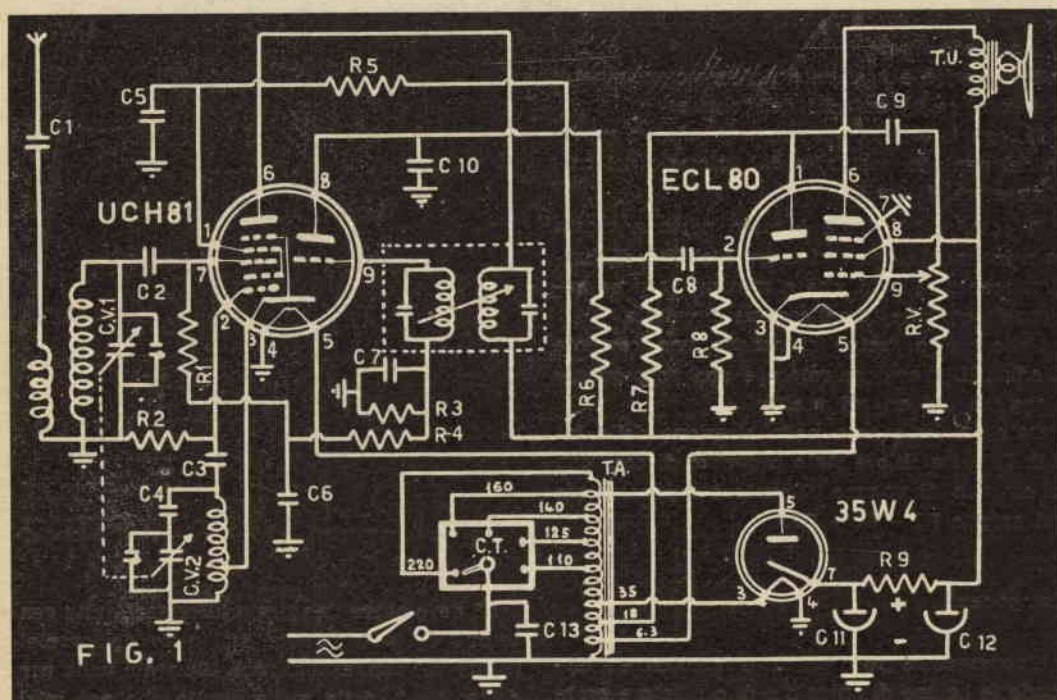 T.U.
R5
C5
C9
C1
C10
6
8
1
6
7
UCH81
ECL80
8
1
7
C2
9
2
C8
9
C.V.1
R1
2
3
4
5
3
4
5
R8
R.V.
C7
R6
R7
R2
R3
R4
C3
C4
C6
T.A.
160
140
5
35W4
C.T.
125
C.V.2
220
110
R9
7
35
3
4
18
+
C13
6.3
C11
-
C12
FIG. 1